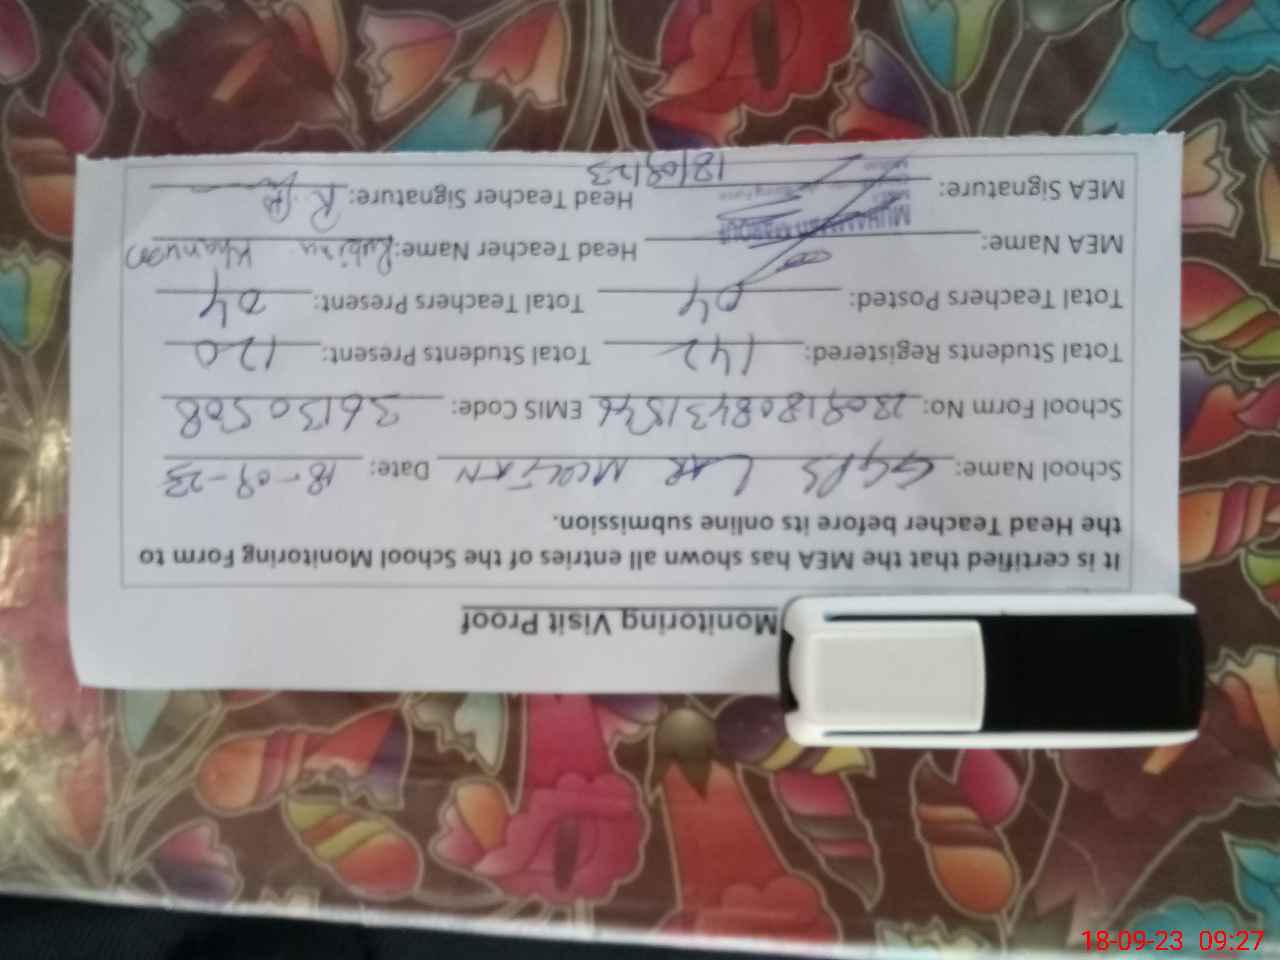 Monitoring Visit Proof
It is certified that the MEA has shown all entries of the School Monitoring Form to
the Head Teacher before its online submission.
School Name: GGPS LAR MULTAN Date: 18-09-23
School Form No: EMIS Code: 36130508
Total Students Registered: 142 Total Students Present: 120
Total Teachers Posted: 04 Total Teachers Present: 04
MEA Name: MUHAMMAD Head Teacher Name: Rubina Khanum
MEA Signature: 18/09/23 Head Teacher Signature:
18-09-23 09:27